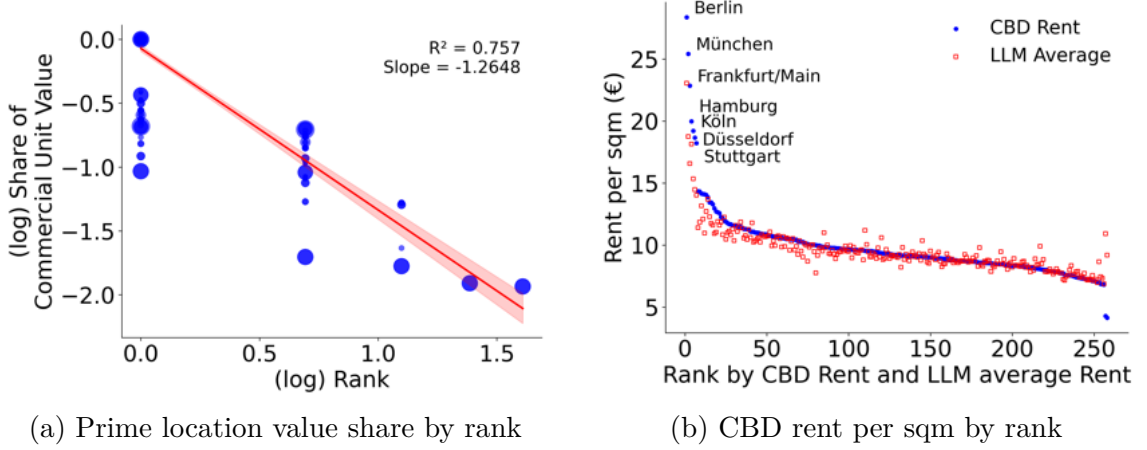 0.0
−0.5
−1.0
−1.5
−2.0
(log) Share of
Commercial Unit Value
R² = 0.757
Slope = -1.2648
0.0 0.5 1.0 1.5
(log) Rank
(a) Prime location value share by rank
25
20
15
10
5
Rent per sqm (€)
Berlin
München
Frankfurt/Main
Hamburg
Köln
Düsseldorf
Stuttgart
CBD Rent
LLM Average
0 50 100 150 200 250
Rank by CBD Rent and LLM average Rent
(b) CBD rent per sqm by rank